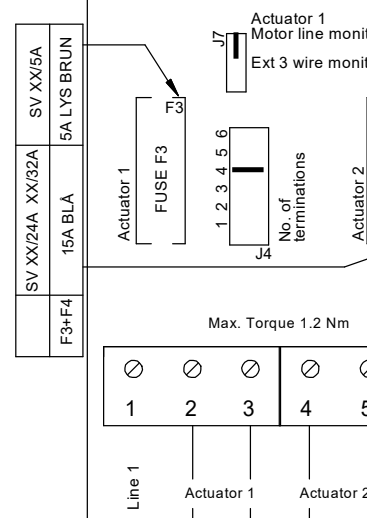 Actuator 1
Motor line monit
Ext 3 wire monit
J7
SV XX/5A
5A LYS BRUN
SV XX/24A XX/32A
15A BLÅ
F3+F4
F3
Actuator 1
FUSE F3
1 2 3 4 5 6
No. of
terminations
J4
Actuator 2
Max. Torque 1.2 Nm
1 2 3 4 5
Line 1
Actuator 1
Actuator 2